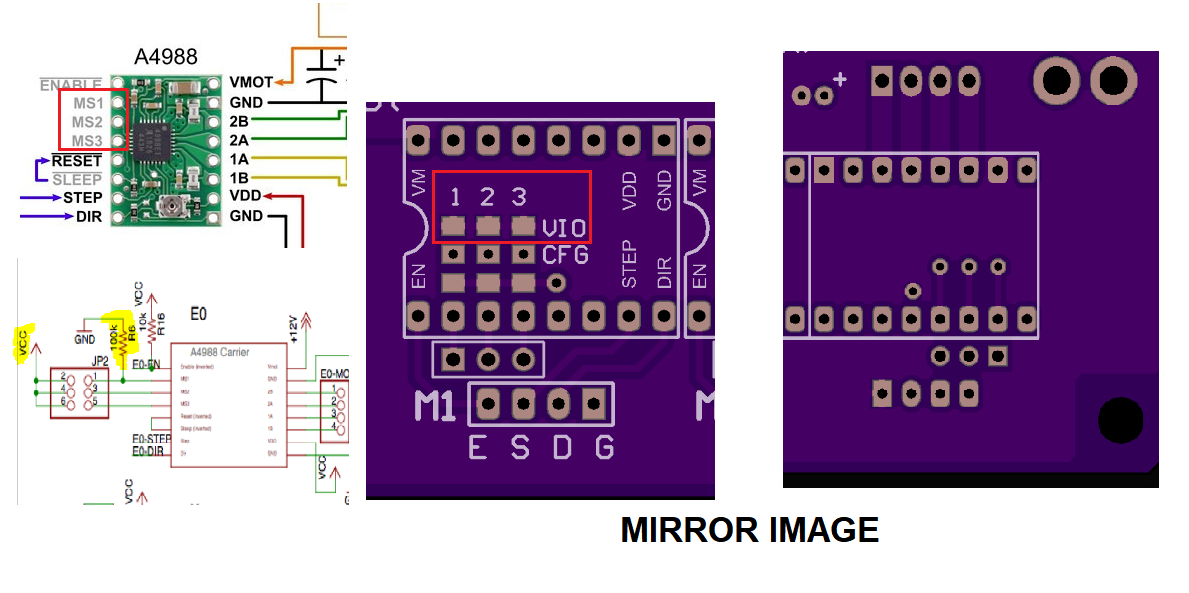 A4988
ENABLE
MS1
MS2
MS3
RESET
SLEEP
STEP
DIR
VMOT
GND
2B
2A
1A
1B
VDD
GND
+
VCC
GND
100k
R6
VCC
10k
R16
E0
+12V
JP2
E0-EN
2 1
4 3
6 5
A4988 Carrier
Enable (inverted)
MS1
MS2
MS3
Reset (inverted)
Sleep (inverted)
Dir
Vmot
GND
2B
2A
1A
1B
VDD
GND
E0-STEP
E0-DIR
E0-MO
1
2
3
4
VCC
VCC
VM
1 2 3
VDD
GND
VM
VIO
CFG
EN
STEP
DIR
EN
M1
M
E S D G
+
MIRROR IMAGE